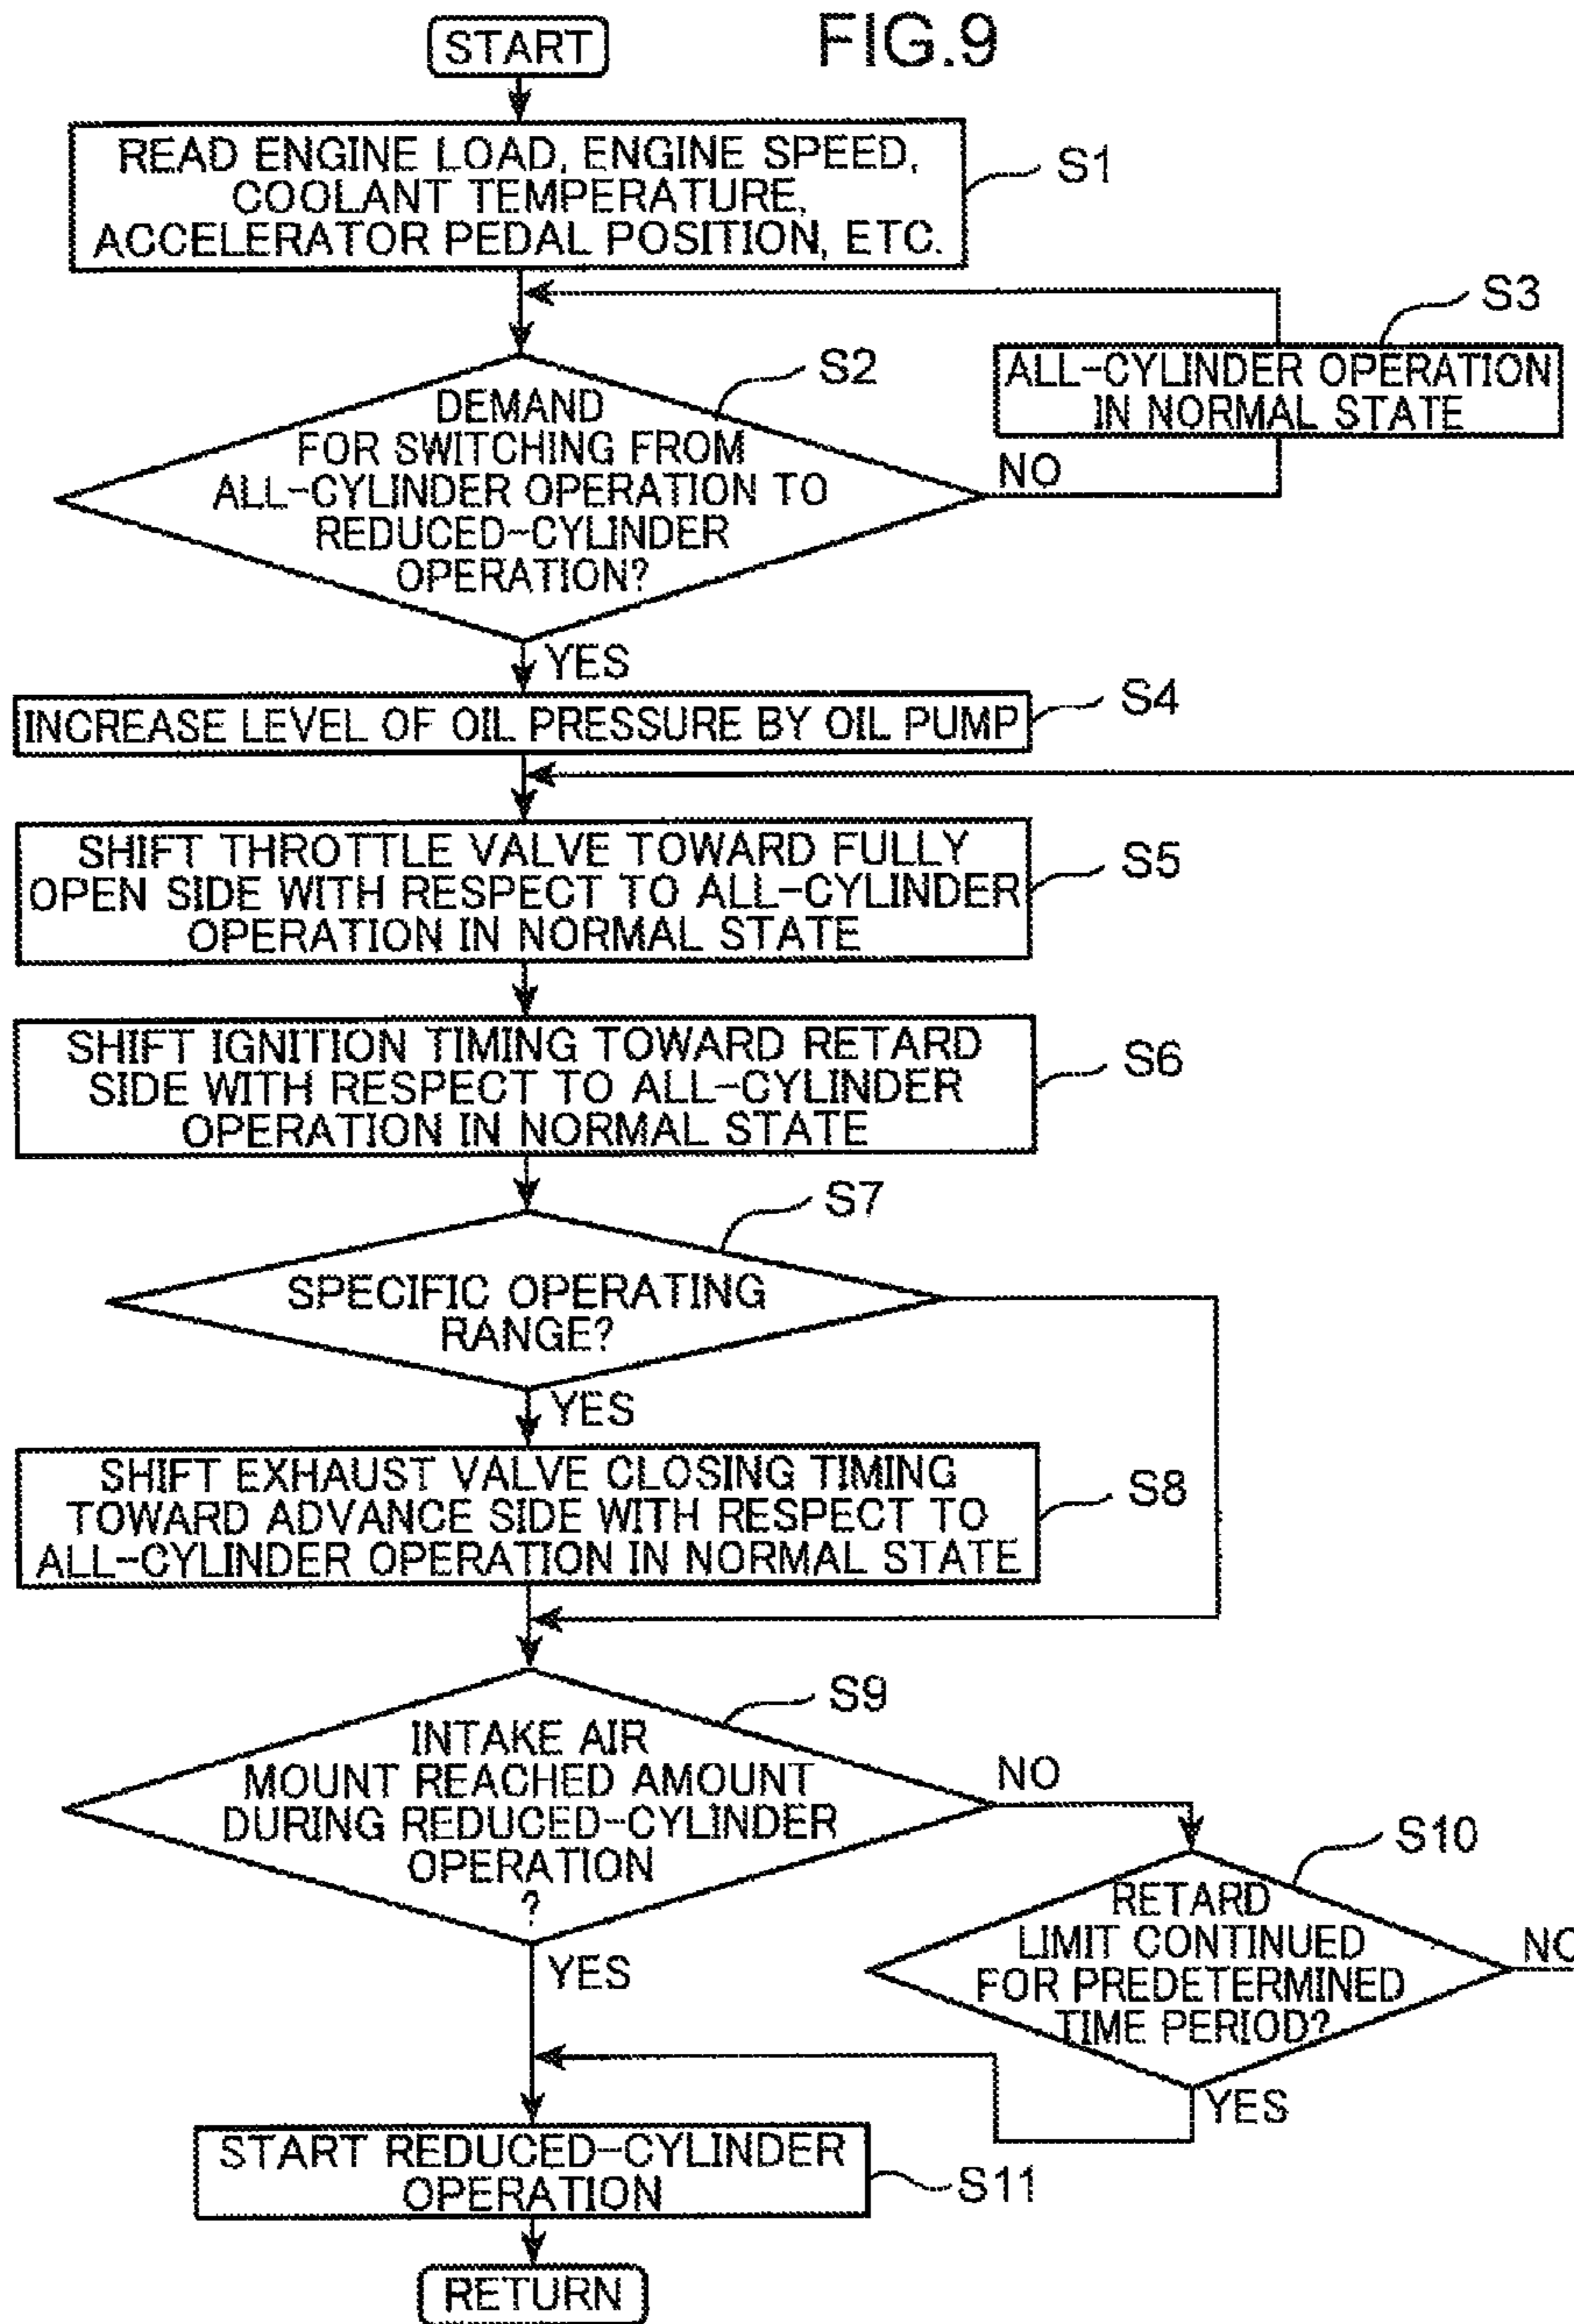 FIG.9
START
READ ENGINE LOAD, ENGINE SPEED,
COOLANT TEMPERATURE,
ACCELERATOR PEDAL POSITION, ETC.
S1
S3
ALL-CYLINDER OPERATION
IN NORMAL STATE
S2
DEMAND
FOR SWITCHING FROM
ALL-CYLINDER OPERATION TO
REDUCED-CYLINDER
OPERATION?
NO
YES
INCREASE LEVEL OF OIL PRESSURE BY OIL PUMP
S4
SHIFT THROTTLE VALVE TOWARD FULLY
OPEN SIDE WITH RESPECT TO ALL-CYLINDER
OPERATION IN NORMAL STATE
S5
SHIFT IGNITION TIMING TOWARD RETARD
SIDE WITH RESPECT TO ALL-CYLINDER
OPERATION IN NORMAL STATE
S6
S7
SPECIFIC OPERATING
RANGE?
YES
SHIFT EXHAUST VALVE CLOSING TIMING
TOWARD ADVANCE SIDE WITH RESPECT TO
ALL-CYLINDER OPERATION IN NORMAL STATE
S8
S9
INTAKE AIR
MOUNT REACHED AMOUNT
DURING REDUCED-CYLINDER
OPERATION
?
NO
YES
S10
RETARD
LIMIT CONTINUED
FOR PREDETERMINED
TIME PERIOD?
NO
YES
START REDUCED-CYLINDER
OPERATION
S11
RETURN